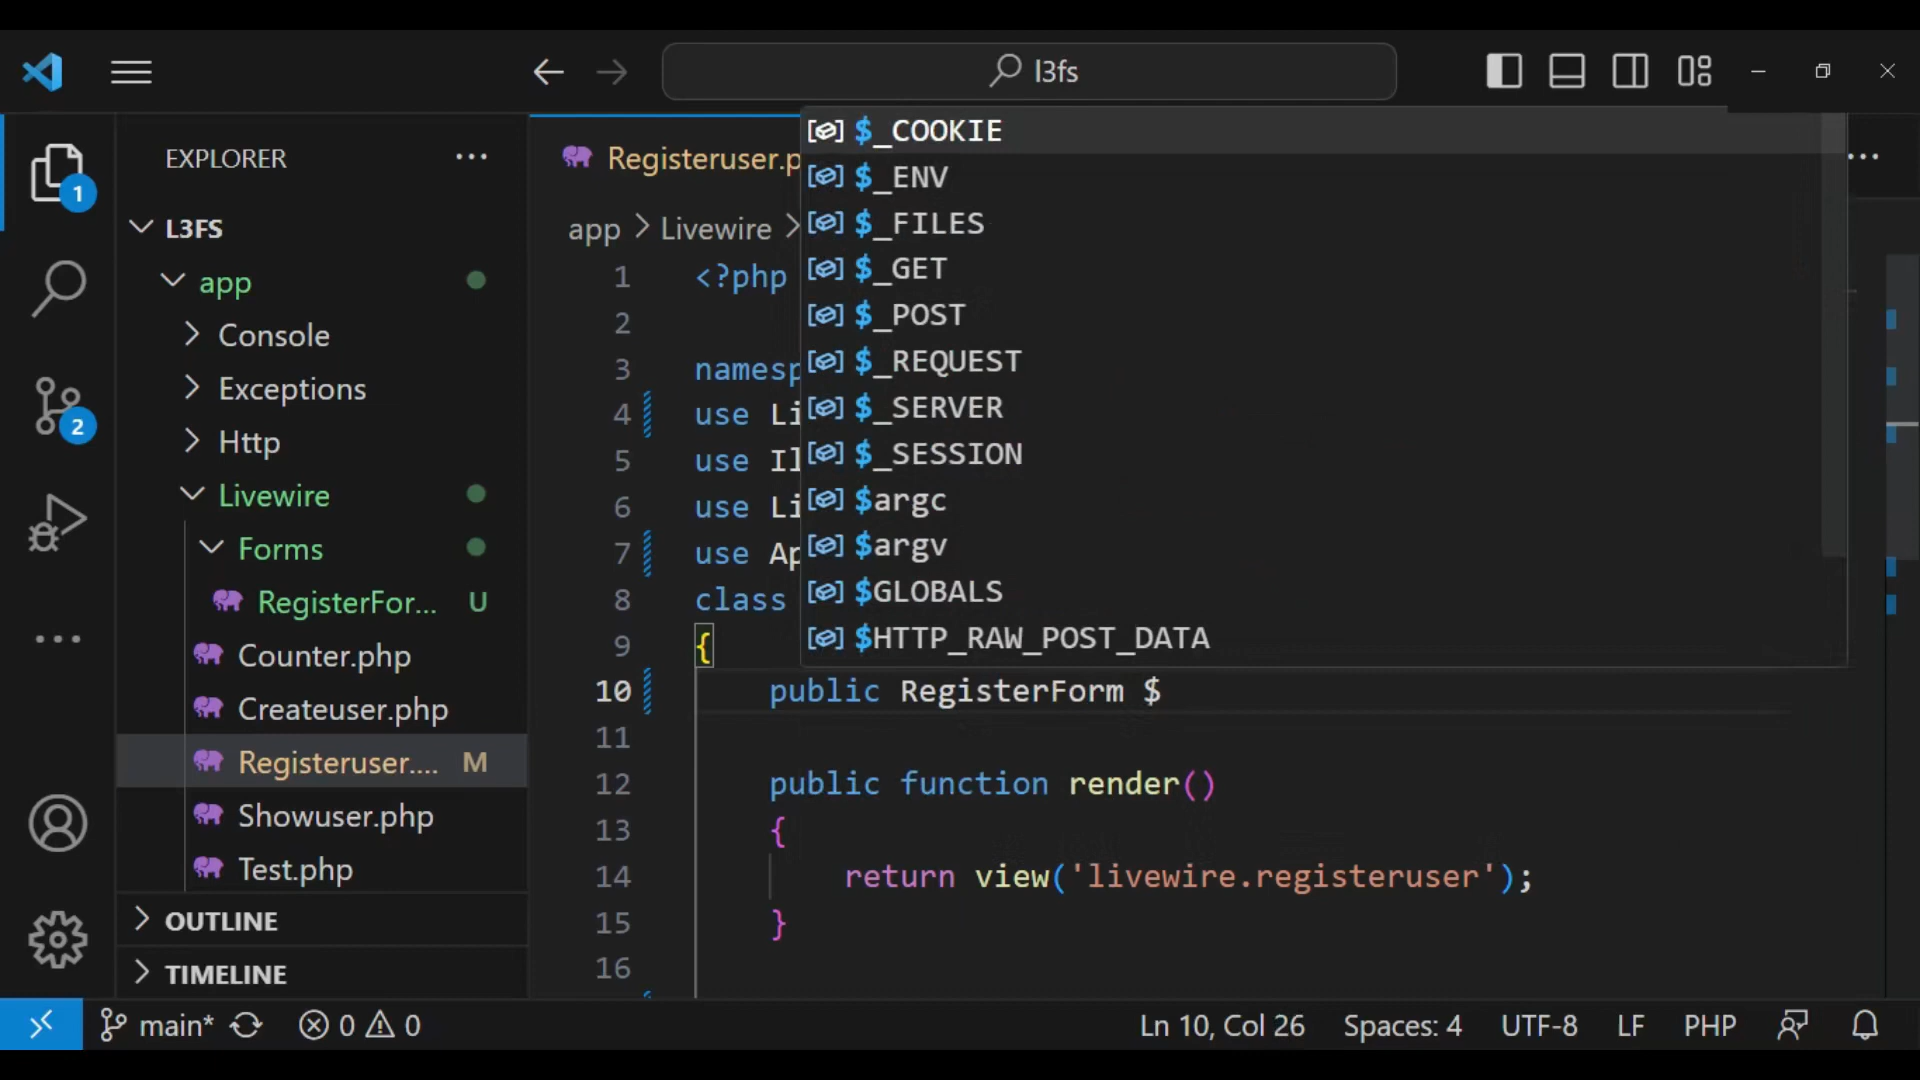 l3fs
EXPLORER
L3FS
app
Console
Exceptions
Http
Livewire
Forms
RegisterFor... U
Counter.php
Createuser.php
Registeruser.... M
Showuser.php
Test.php
OUTLINE
TIMELINE
1
2
Registeruser.p
app > Livewire >
1 <?php
2
3 namesp
4 use Li
5 use Il
6 use Li
7 use Ap
8 class
9 {
10 public RegisterForm $
11
12 public function render()
13 {
14 return view('livewire.registeruser');
15 }
16
$_COOKIE
$_ENV
$_FILES
$_GET
$_POST
$_REQUEST
$_SERVER
$_SESSION
$argc
$argv
$GLOBALS
$HTTP_RAW_POST_DATA
main* 0 0 Ln 10, Col 26 Spaces: 4 UTF-8 LF PHP